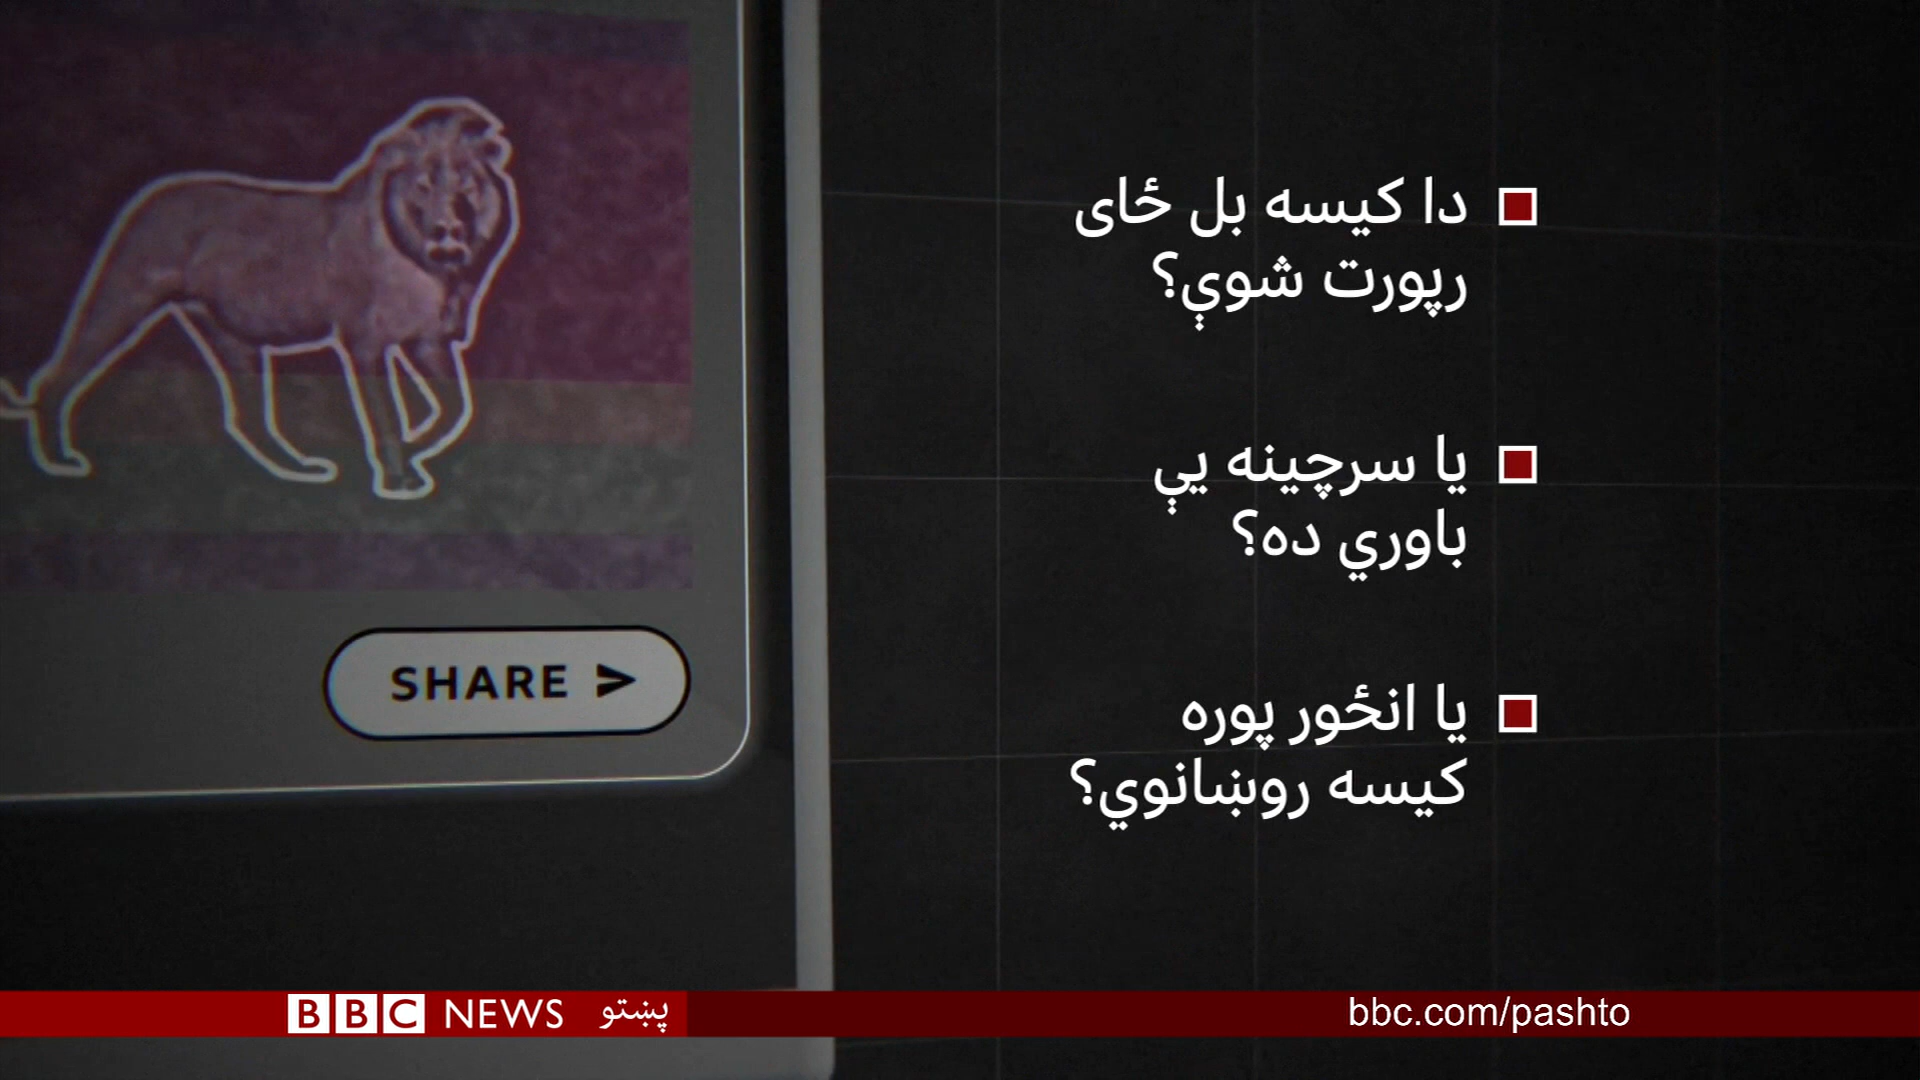 دا کیسه بل ځای
رپورت شوې؟
یا سرچینه یې
باوري ده؟
یا انځور پوره
کیسه روښانوي؟
SHARE
BBC NEWS پښتو
bbc.com/pashto